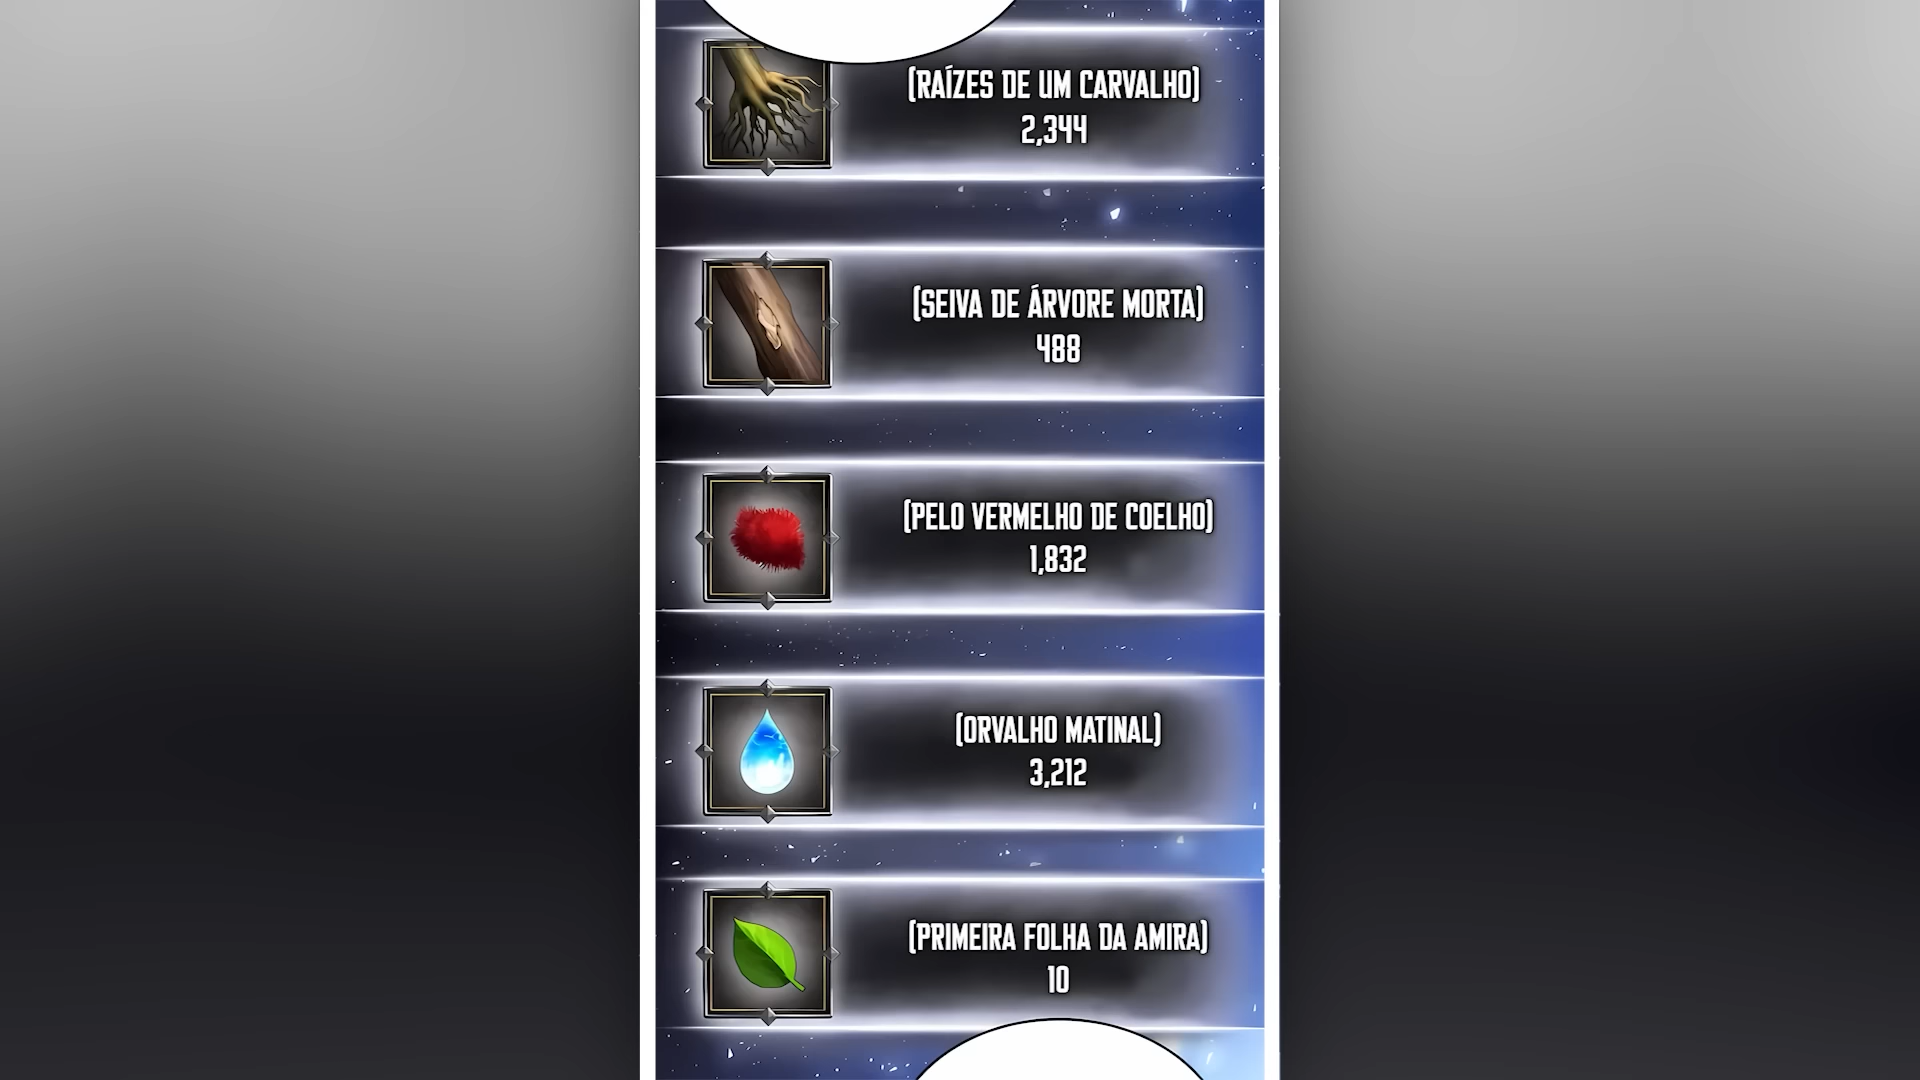 [RAÍZES DE UM CARVALHO]
2,344
[SEIVA DE ÁRVORE MORTA]
488
[PELO VERMELHO DE COELHO]
1,832
[ORVALHO MATINAL]
3,212
[PRIMEIRA FOLHA DA AMIRA]
10